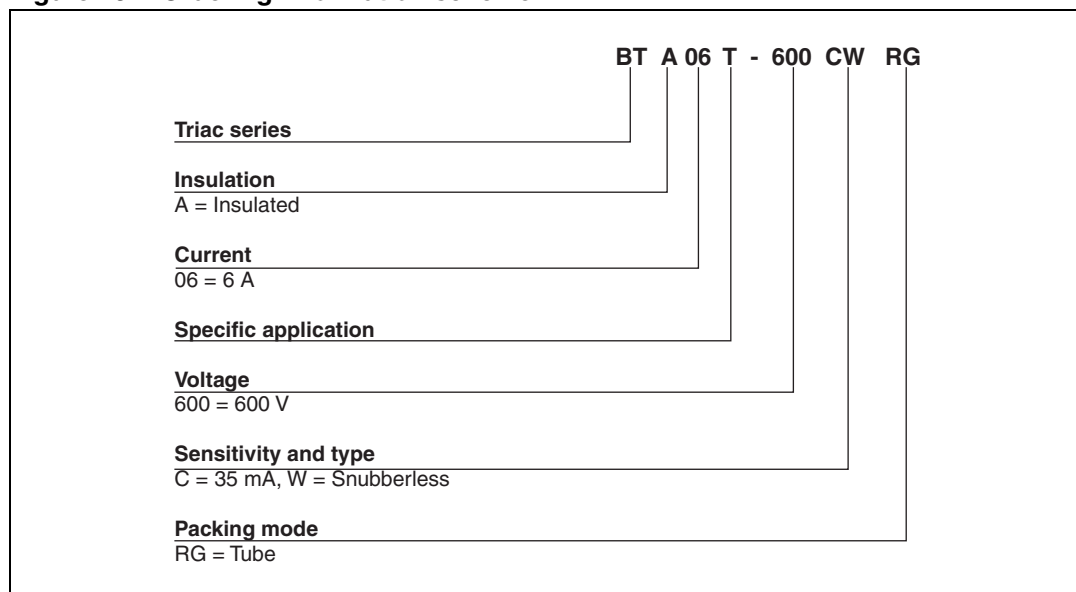 BT A 06 T - 600 CW RG
Triac series
Insulation
A = Insulated
Current
06 = 6 A
Specific application
Voltage
600 = 600 V
Sensitivity and type
C = 35 mA, W = Snubberless
Packing mode
RG = Tube